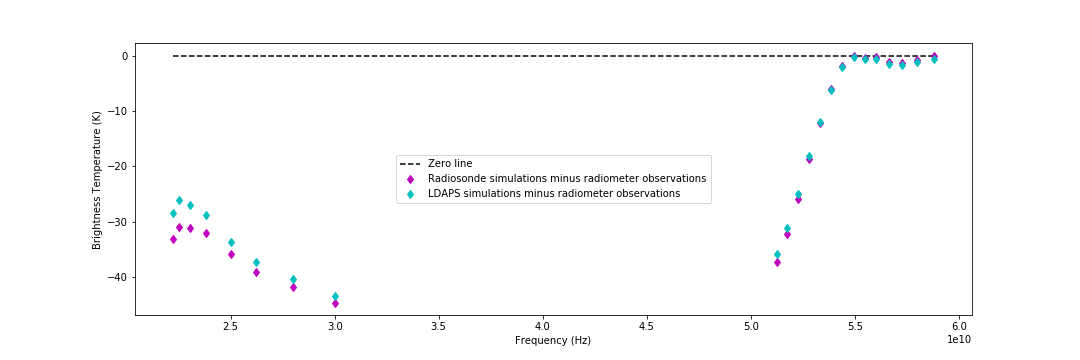 0
−10
−20
−30
−40
Brightness Temperature (K)
Zero line
Radiosonde simulations minus radiometer observations
LDAPS simulations minus radiometer observations
2.5 3.0 3.5 4.0 4.5 5.0 5.5 6.0
1e10
Frequency (Hz)